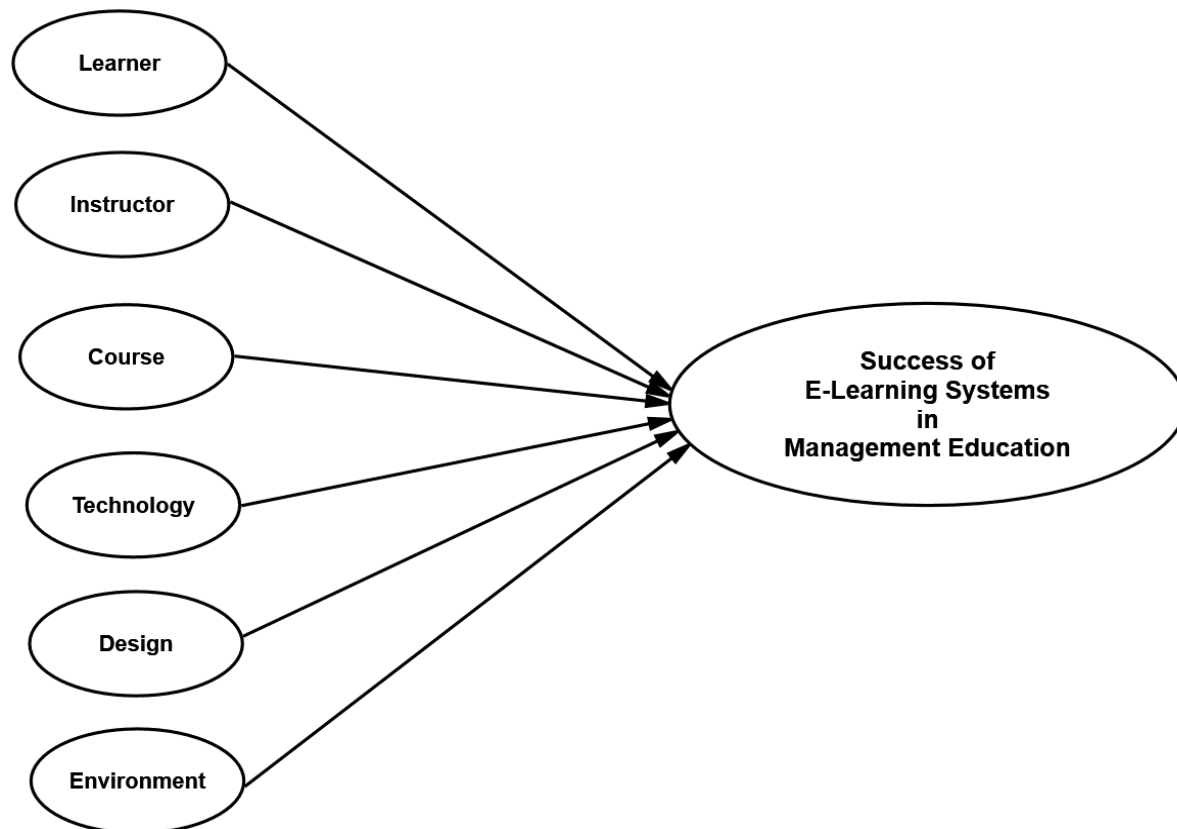 Learner
Instructor
Course
Technology
Design
Environment
Success of
E-Learning Systems
in
Management Education